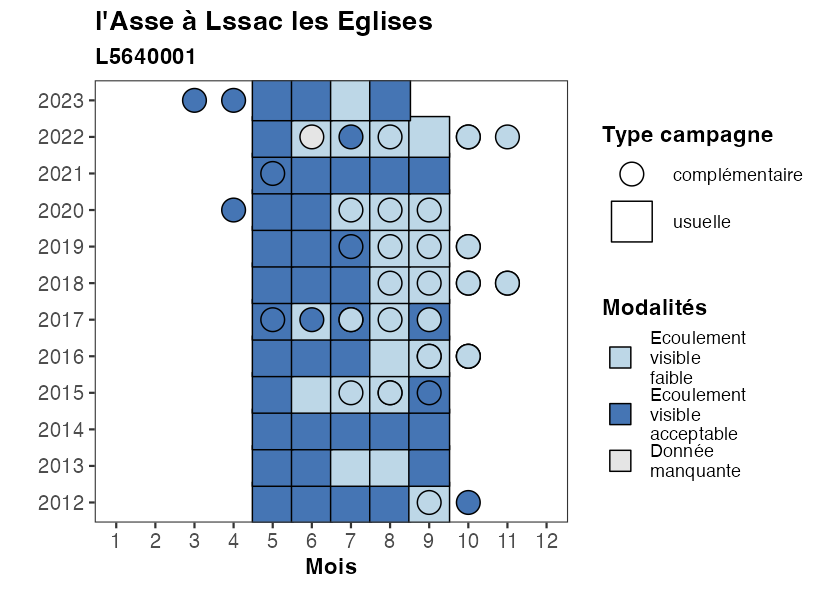 l'Asse à Lssac les Eglises
L5640001
2023
2022
2021
2020
2019
2018
2017
2016
2015
2014
2013
2012
1 2 3 4 5 6 7 8 9 10 11 12
Mois
Type campagne
complémentaire
usuelle
Modalités
Ecoulement
visible
faible
Ecoulement
visible
acceptable
Donnée
manquante